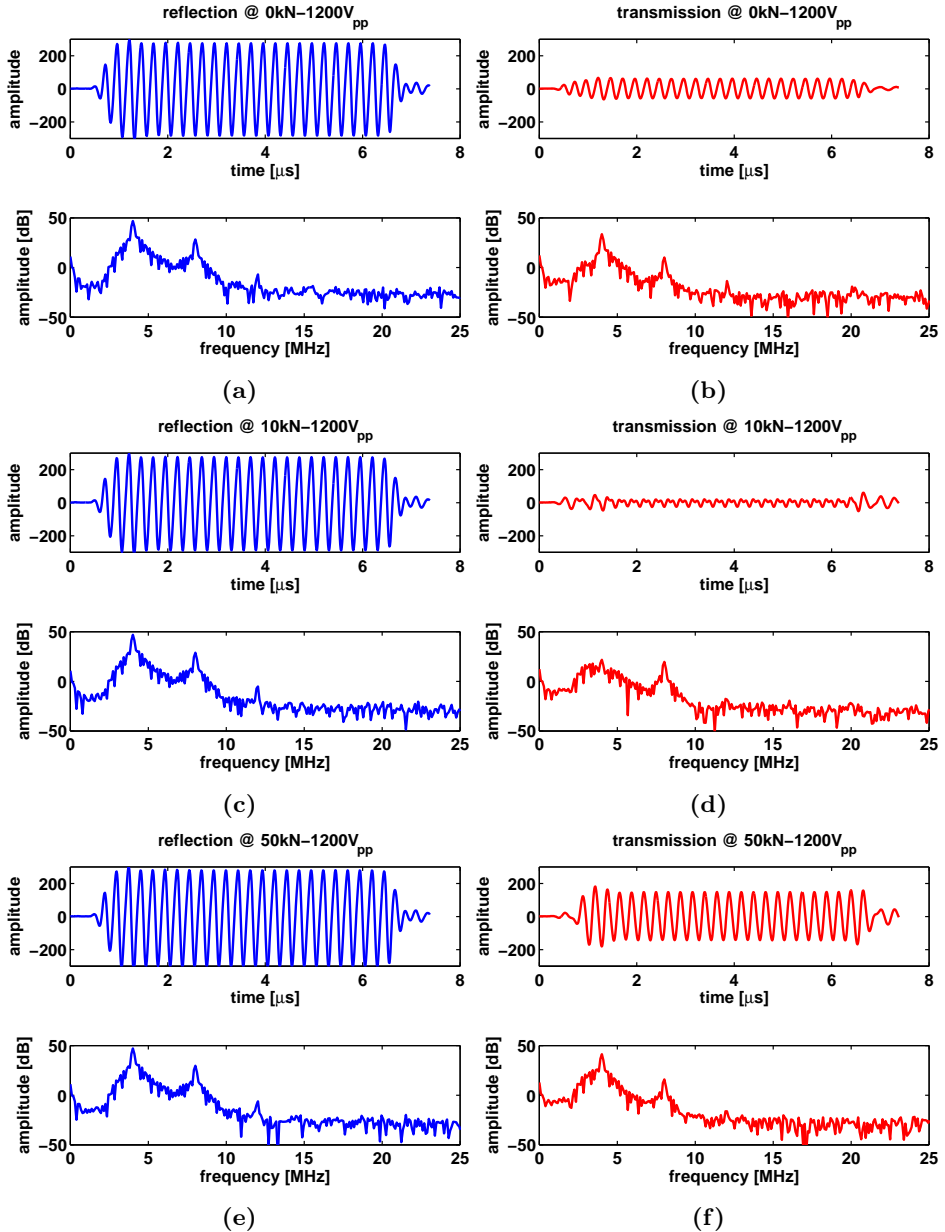 reflection @ 0kN−1200Vpp
amplitude
200
0
−200
0 2 4 6 8
time [μs]
amplitude [dB]
50
0
−50
0 5 10 15 20 25
frequency [MHz]
(a)
transmission @ 0kN−1200Vpp
amplitude
200
0
−200
0 2 4 6 8
time [μs]
amplitude [dB]
50
0
−50
0 5 10 15 20 25
frequency [MHz]
(b)
reflection @ 10kN−1200Vpp
amplitude
200
0
−200
0 2 4 6 8
time [μs]
amplitude [dB]
50
0
−50
0 5 10 15 20 25
frequency [MHz]
(c)
transmission @ 10kN−1200Vpp
amplitude
200
0
−200
0 2 4 6 8
time [μs]
amplitude [dB]
50
0
−50
0 5 10 15 20 25
frequency [MHz]
(d)
reflection @ 50kN−1200Vpp
amplitude
200
0
−200
0 2 4 6 8
time [μs]
amplitude [dB]
50
0
−50
0 5 10 15 20 25
frequency [MHz]
(e)
transmission @ 50kN−1200Vpp
amplitude
200
0
−200
0 2 4 6 8
time [μs]
amplitude [dB]
50
0
−50
0 5 10 15 20 25
frequency [MHz]
(f)